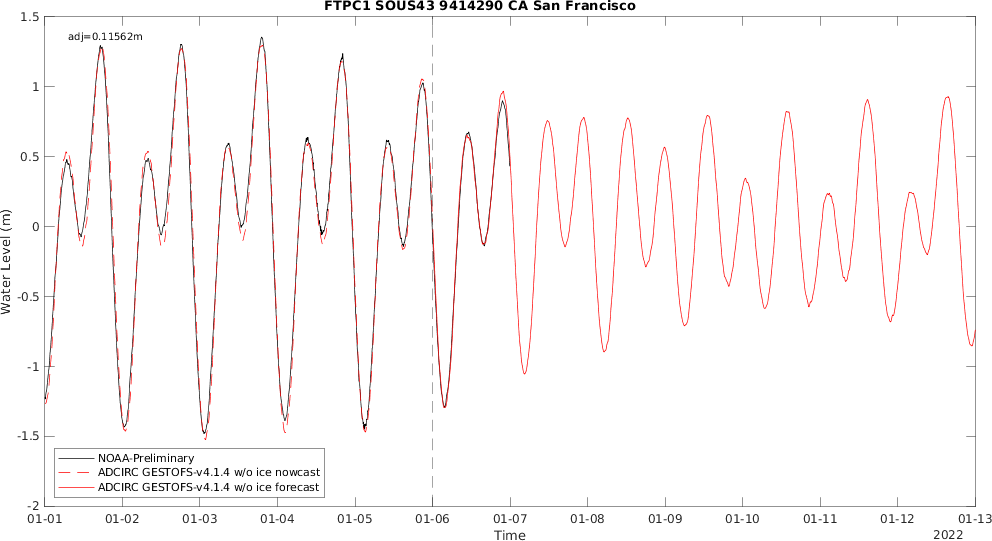 FTPC1 SOUS43 9414290 CA San Francisco
adj=0.11562m
1.5
1
0.5
0
-0.5
-1
-1.5
-2
Water Level (m)
NOAA-Preliminary
ADCIRC GESTOFS-v4.1.4 w/o ice nowcast
ADCIRC GESTOFS-v4.1.4 w/o ice forecast
01-01 01-02 01-03 01-04 01-05 01-06 01-07 01-08 01-09 01-10 01-11 01-12 01-13
Time
2022